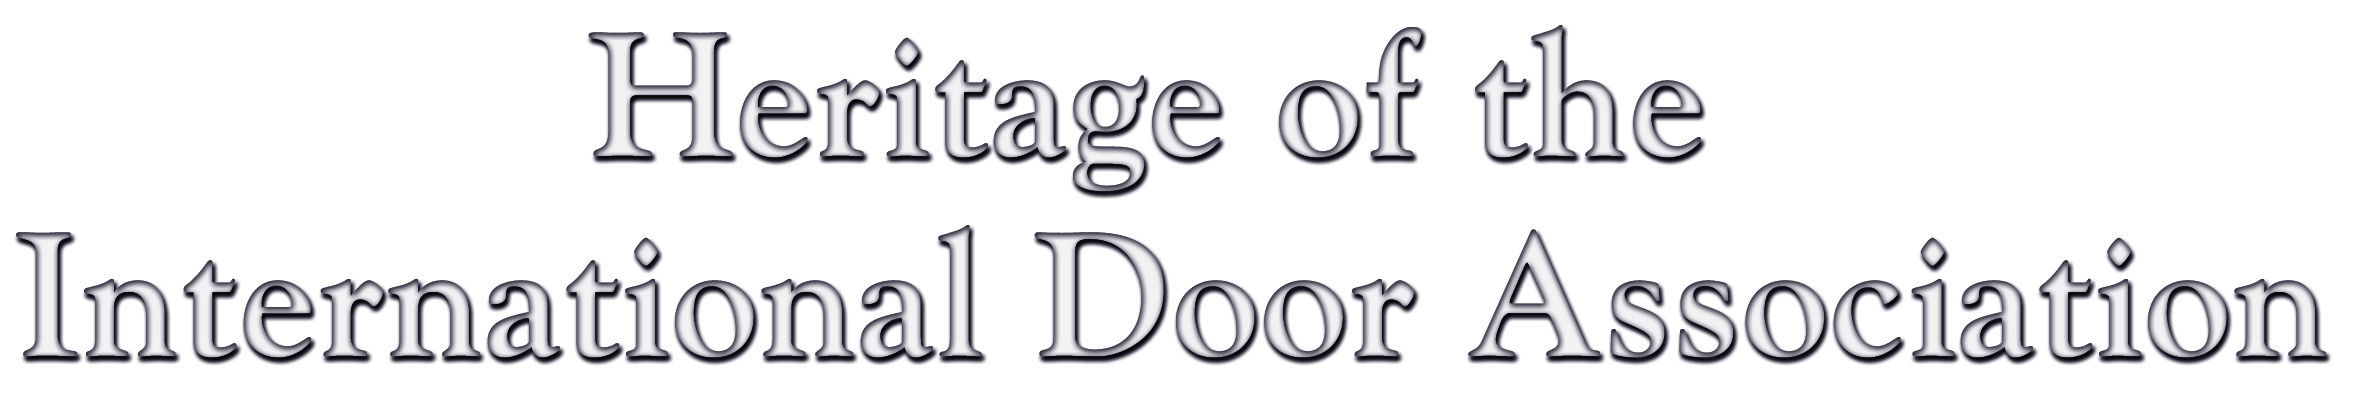 Heritage of the
International Door Association